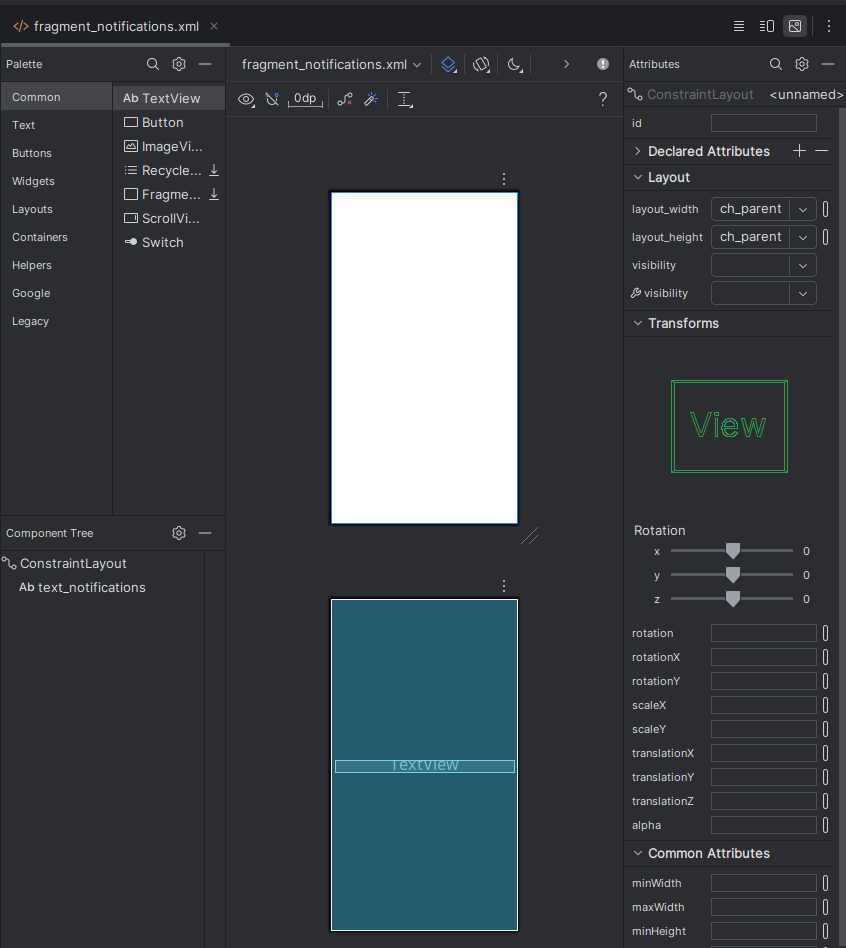 </> fragment_notifications.xml
Palette
Common
Text
Buttons
Widgets
Layouts
Containers
Helpers
Google
Legacy
Ab TextView
Button
ImageVi...
Recycle...
Fragme...
ScrollVi...
Switch
Component Tree
ConstraintLayout
Ab text_notifications
fragment_notifications.xml
0dp
?
TextView
Attributes
ConstraintLayout <unnamed>
id
Declared Attributes
Layout
layout_width ch_parent
layout_height ch_parent
visibility
visibility
Transforms
View
Rotation
x 0
y 0
z 0
rotation
rotationX
rotationY
scaleX
scaleY
translationX
translationY
translationZ
alpha
Common Attributes
minWidth
maxWidth
minHeight